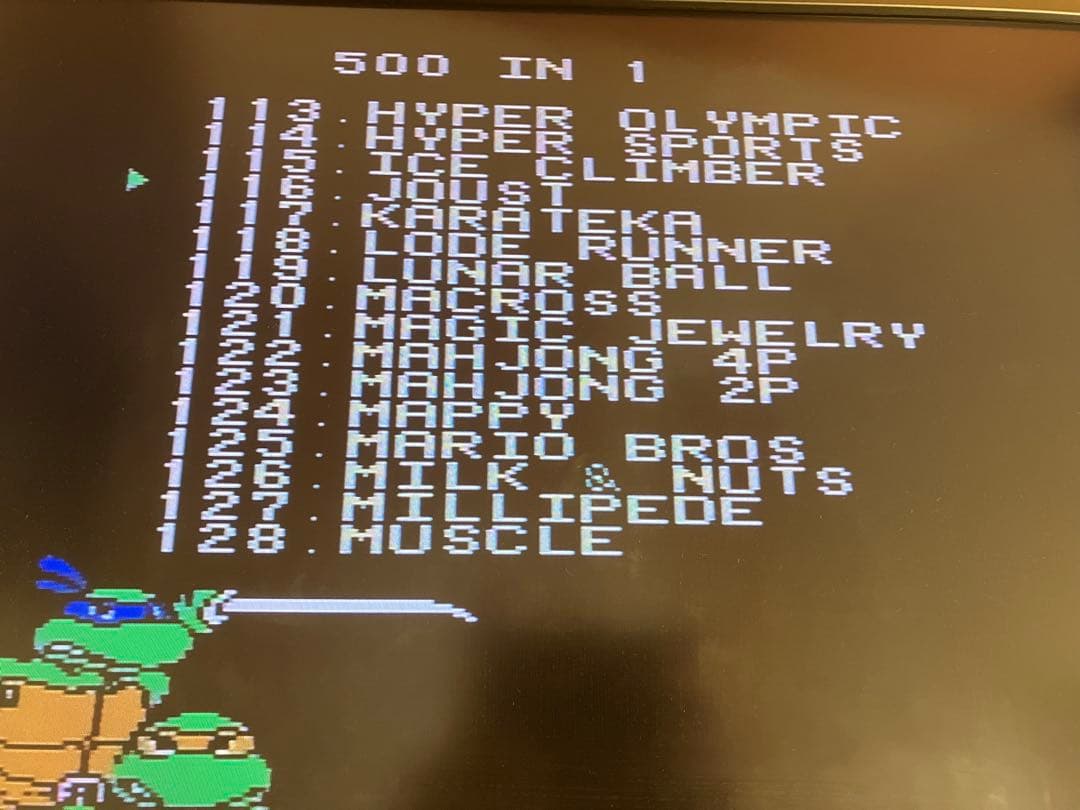 500 IN 1
113. HYPER OLYMPIC
114. HYPER SPORTS
115. ICE CLIMBER
116. JOUST
117. KARATEKA
118. LODE RUNNER
119. LUNAR BALL
120. MACROSS
121. MAGIC JEWELRY
122. MAHJONG 4P
123. MAHJONG 2P
124. MAPPY
125. MARIO BROS
126. MILK & NUTS
127. MILLIPEDE
128. MUSCLE